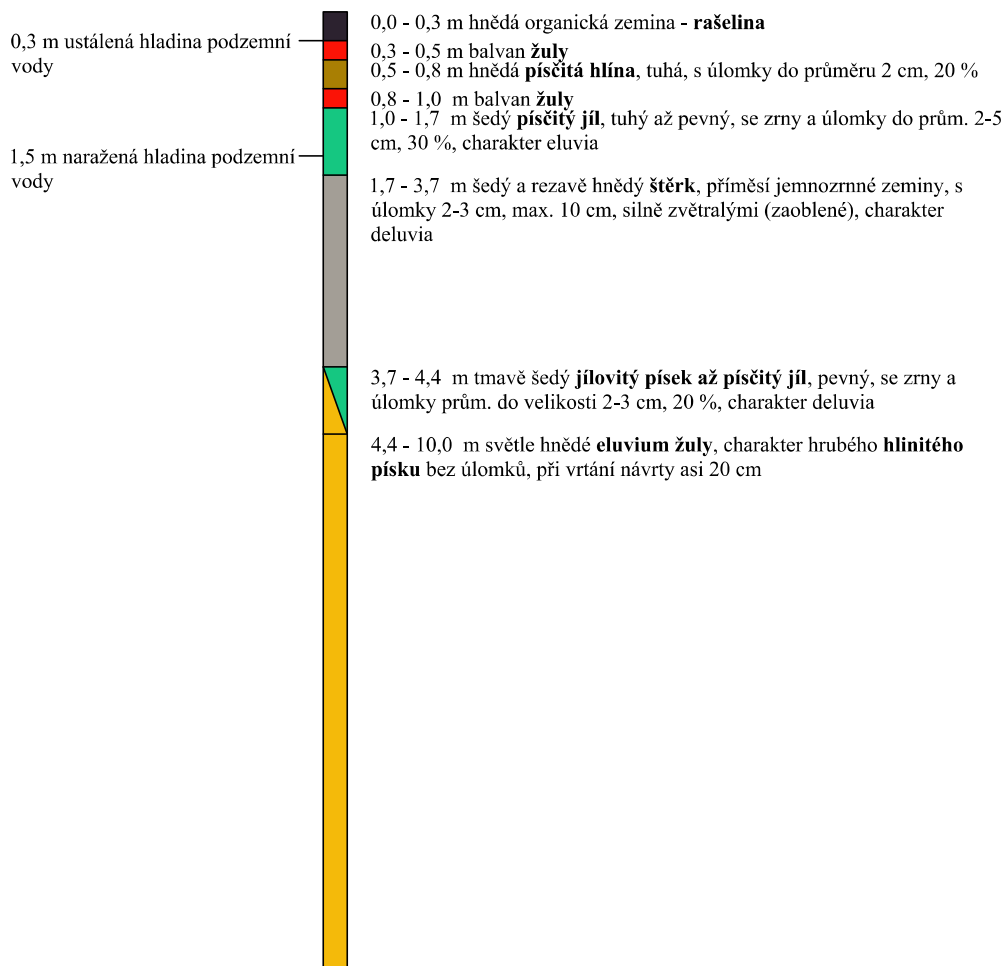 0,0 - 0,3 m hnědá organická zemina - rašelina
0,3 m ustálená hladina podzemní
vody
0,3 - 0,5 m balvan žuly
0,5 - 0,8 m hnědá písčitá hlína, tuhá, s úlomky do průměru 2 cm, 20 %
0,8 - 1,0  m balvan žuly
1,0 - 1,7  m šedý písčitý jíl, tuhý až pevný, se zrny a úlomky do prům. 2-5
cm, 30 %, charakter eluvia
1,5 m naražená hladina podzemní
vody
1,7 - 3,7  m šedý a rezavě hnědý štěrk, příměsí jemnozrnné zeminy, s
úlomky 2-3 cm, max. 10 cm, silně zvětralými (zaoblené), charakter
deluvia
3,7 - 4,4  m tmavě šedý jílovitý písek až písčitý jíl, pevný, se zrny a
úlomky prům. do velikosti 2-3 cm, 20 %, charakter deluvia
4,4 - 10,0  m světle hnědé eluvium žuly, charakter hrubého hlinitého
písku bez úlomků, při vrtání návrty asi 20 cm